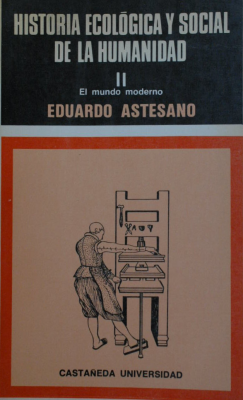 HISTORIA ECOLÓGICA Y SOCIAL
DE LA HUMANIDAD
II
El mundo moderno
EDUARDO ASTESANO
CASTAÑEDA UNIVERSIDAD